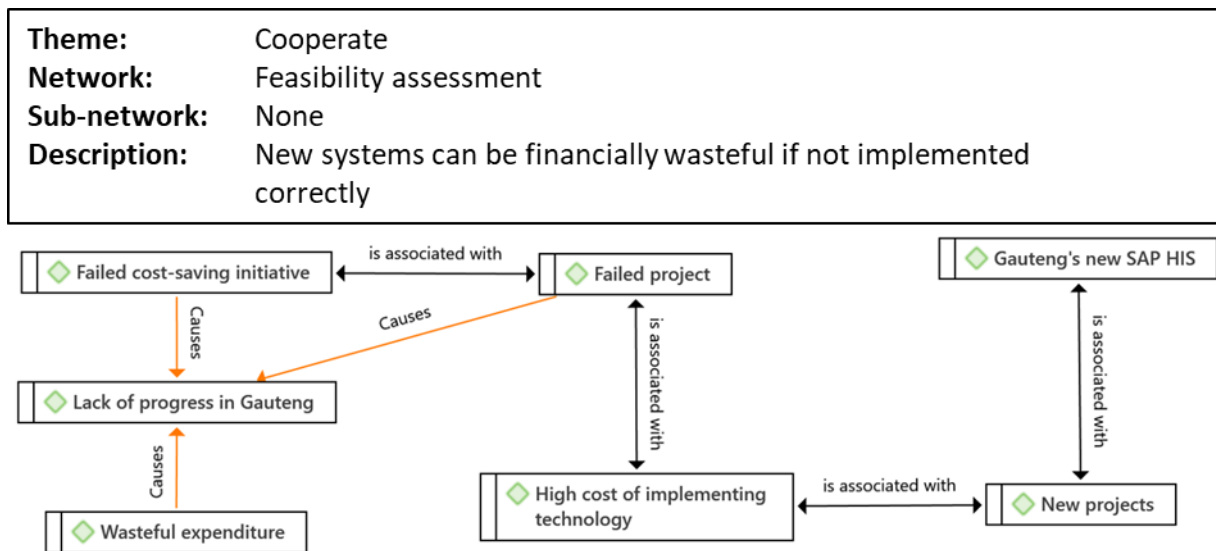 Theme: Cooperate
Network: Feasibility assessment
Sub-network: None
Description: New systems can be financially wasteful if not implemented
correctly
is associated with
Failed cost-saving initiative
Failed project
Gauteng's new SAP HIS
Causes
Causes
is associated with
is associated with
Lack of progress in Gauteng
Causes
High cost of implementing
technology
is associated with
New projects
Wasteful expenditure